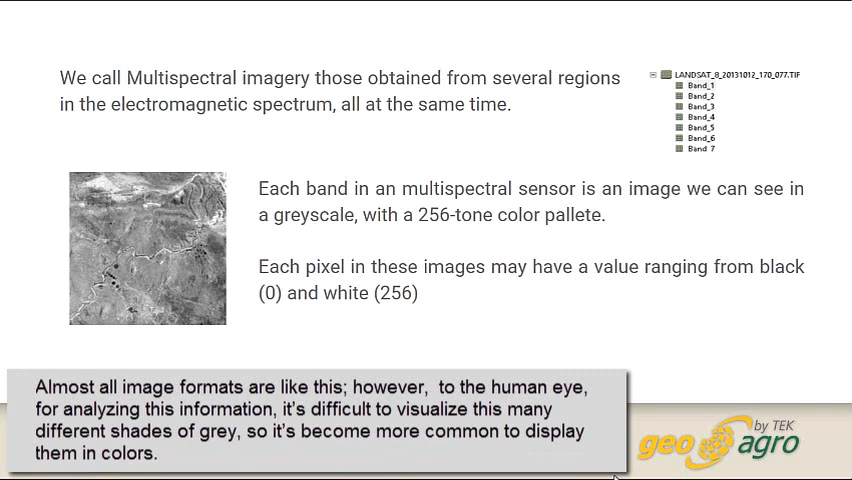 We call Multispectral imagery those obtained from several regions
in the electromagnetic spectrum, all at the same time.
LANDSAT_8_20131012_170_077.TIF
Band_1
Band_2
Band_3
Band_4
Band_5
Band_6
Band_7
Each band in an multispectral sensor is an image we can see in
a greyscale, with a 256-tone color pallete.
Each pixel in these images may have a value ranging from black
(0) and white (256)
Almost all image formats are like this; however, to the human eye,
for analyzing this information, it's difficult to visualize this many
different shades of grey, so it's become more common to display
them in colors.
by TEK
geo agro